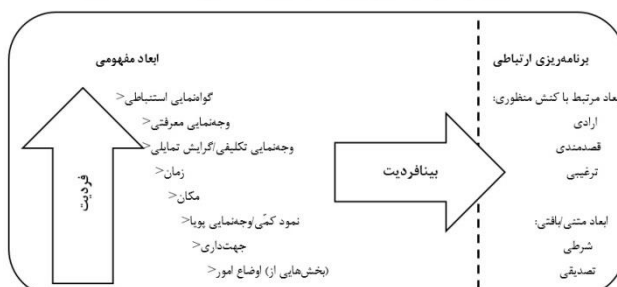 برنامه‌ریزی ارتباطی
ابعاد مرتبط با کنش منظوری:
ارادی
قصدمندی
ترغیبی
ابعاد متنی/بافتی:
شرطی
تصدیقی
بینافردیت
ابعاد مفهومی
گواه‌نمایی استنباطی>
وجه‌نمایی معرفتی>
وجه‌نمایی تکلیفی/گرایش تمایلی>
زمان>
مکان>
نمود کمّی/وجه‌نمایی پویا>
جهت‌داری>
(بخش‌هایی از) اوضاع امور>
فردیت